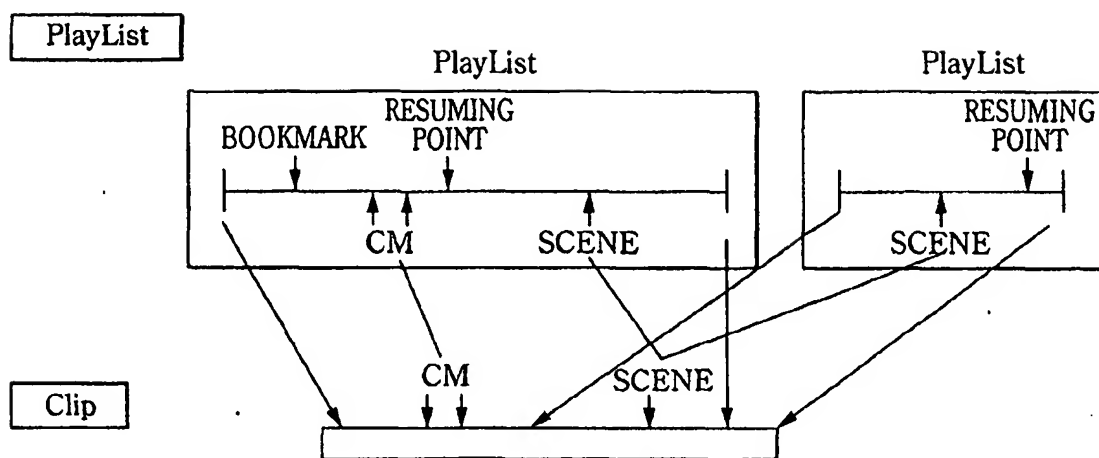 PlayList
PlayList
PlayList
RESUMING
POINT
BOOKMARK
CM
SCENE
RESUMING
POINT
SCENE
CM
SCENE
Clip